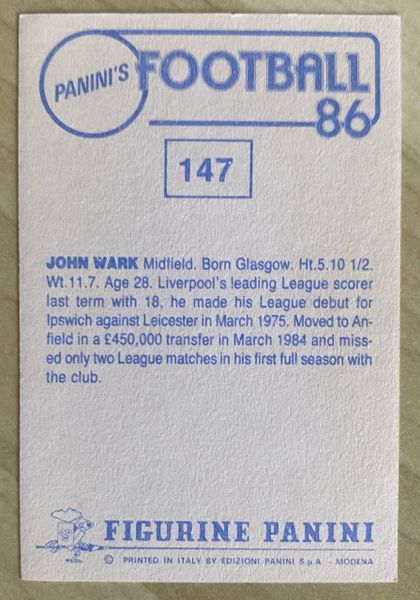 PANINI'S
FOOTBALL
86
147
JOHN WARK Midfield. Born Glasgow. Ht.5.10 1/2.
Wt.11.7. Age 28. Liverpool's leading League scorer
last term with 18, he made his League debut for
Ipswich against Leicester in March 1975. Moved to An-
field in a £450,000 transfer in March 1984 and miss-
ed only two League matches in his first full season with
the club.
FIGURINE PANINI
© PRINTED IN ITALY BY EDIZIONI PANINI S.p.A. - MODENA